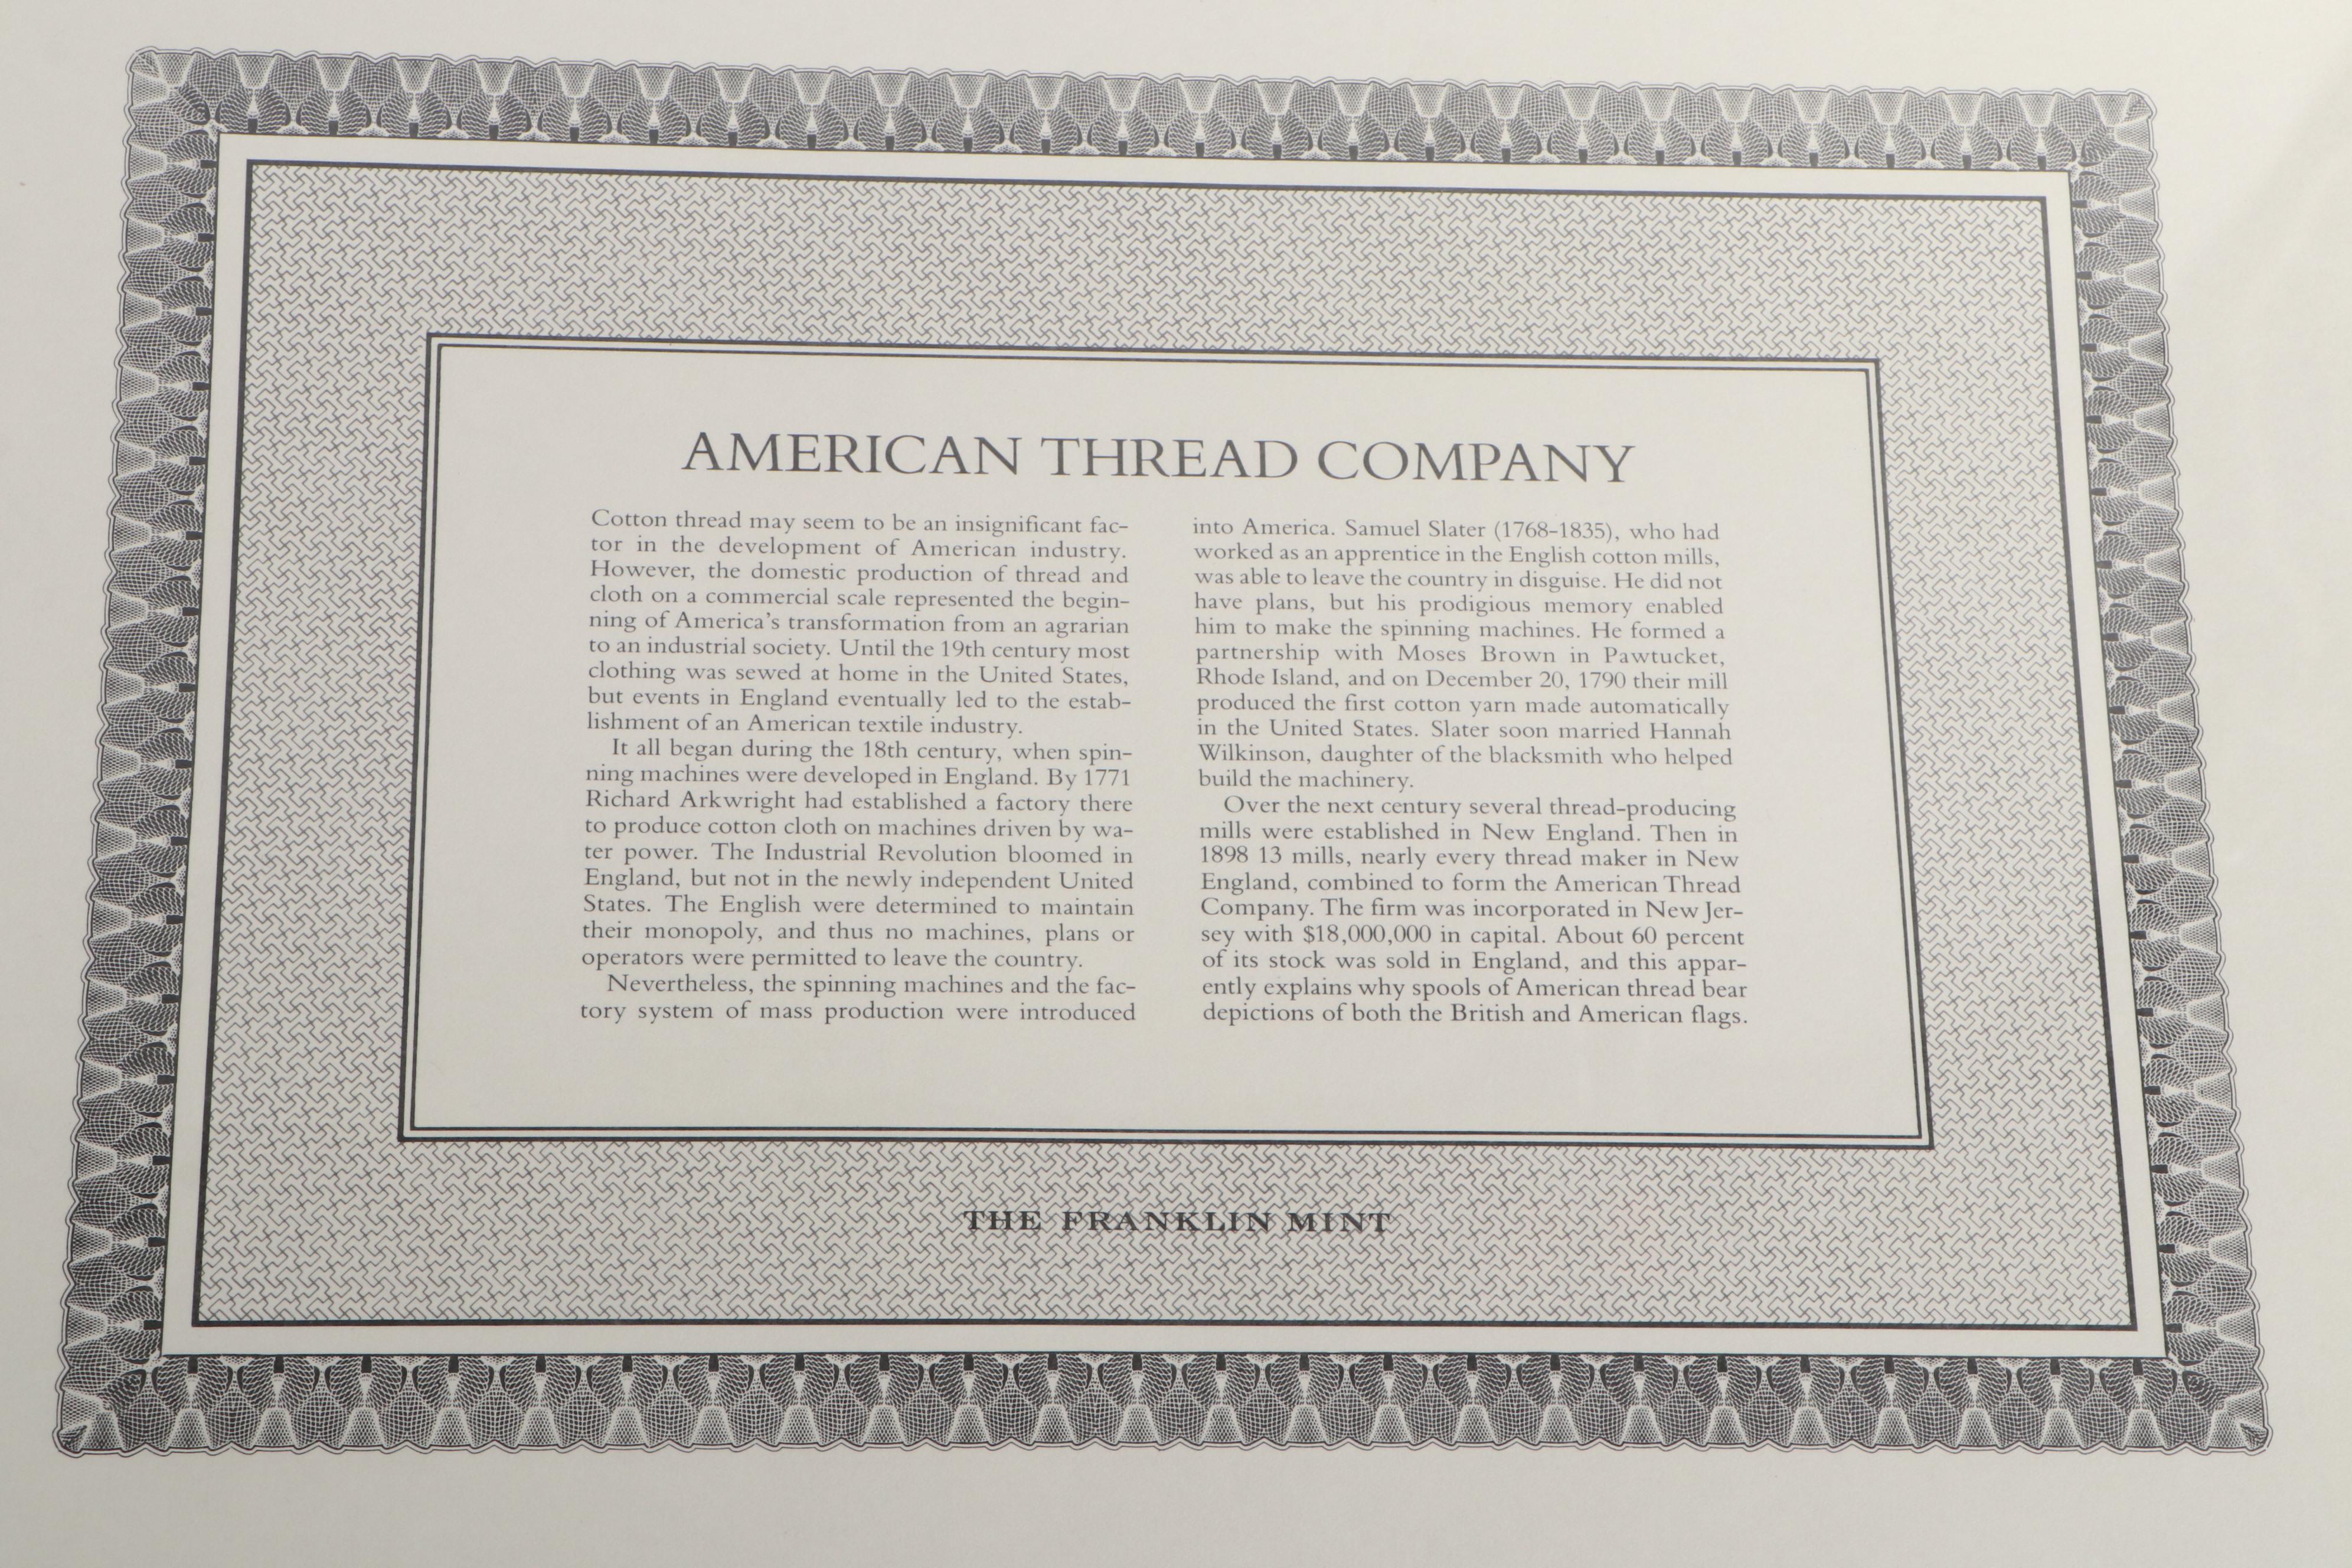 AMERICAN THREAD COMPANY
Cotton thread may seem to be an insignificant fac-
tor in the development of American industry.
However, the domestic production of thread and
cloth on a commercial scale represented the begin-
ning of America's transformation from an agrarian
to an industrial society. Until the 19th century most
clothing was sewed at home in the United States,
but events in England eventually led to the estab-
lishment of an American textile industry.
It all began during the 18th century, when spin-
ning machines were developed in England. By 1771
Richard Arkwright had established a factory there
to produce cotton cloth on machines driven by wa-
ter power. The Industrial Revolution bloomed in
England, but not in the newly independent United
States. The English were determined to maintain
their monopoly, and thus no machines, plans or
operators were permitted to leave the country.
Nevertheless, the spinning machines and the fac-
tory system of mass production were introduced
into America. Samuel Slater (1768-1835), who had
worked as an apprentice in the English cotton mills,
was able to leave the country in disguise. He did not
have plans, but his prodigious memory enabled
him to make the spinning machines. He formed a
partnership with Moses Brown in Pawtucket,
Rhode Island, and on December 20, 1790 their mill
produced the first cotton yarn made automatically
in the United States. Slater soon married Hannah
Wilkinson, daughter of the blacksmith who helped
build the machinery.
Over the next century several thread-producing
mills were established in New England. Then in
1898 13 mills, nearly every thread maker in New
England, combined to form the American Thread
Company. The firm was incorporated in New Jer-
sey with $18,000,000 in capital. About 60 percent
of its stock was sold in England, and this appar-
ently explains why spools of American thread bear
depictions of both the British and American flags.
THE FRANKLIN MINT